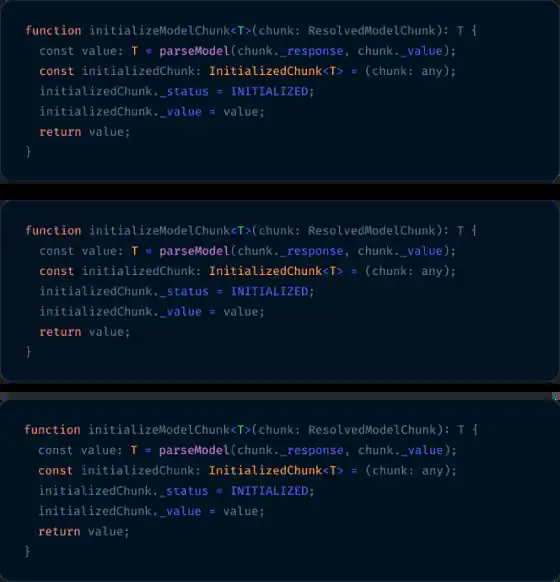 function initializeModelChunk<T>(chunk: ResolvedModelChunk): T {
  const value: T = parseModel(chunk._response, chunk._value);
  const initializedChunk: InitializedChunk<T> = (chunk: any);
  initializedChunk._status = INITIALIZED;
  initializedChunk._value = value;
  return value;
}
function initializeModelChunk<T>(chunk: ResolvedModelChunk): T {
  const value: T = parseModel(chunk._response, chunk._value);
  const initializedChunk: InitializedChunk<T> = (chunk: any);
  initializedChunk._status = INITIALIZED;
  initializedChunk._value = value;
  return value;
}
function initializeModelChunk<T>(chunk: ResolvedModelChunk): T {
  const value: T = parseModel(chunk._response, chunk._value);
  const initializedChunk: InitializedChunk<T> = (chunk: any);
  initializedChunk._status = INITIALIZED;
  initializedChunk._value = value;
  return value;
}